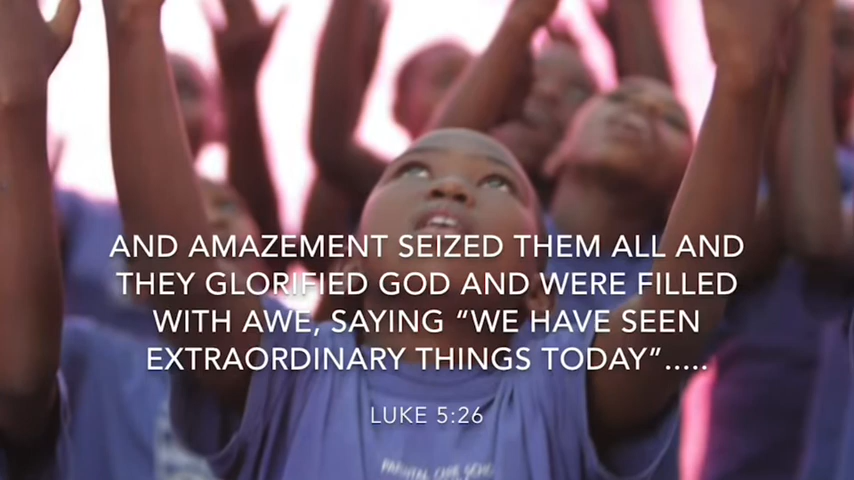 AND AMAZEMENT SEIZED THEM ALL AND
THEY GLORIFIED GOD AND WERE FILLED
WITH AWE, SAYING “WE HAVE SEEN
EXTRAORDINARY THINGS TODAY”.....
LUKE 5:26